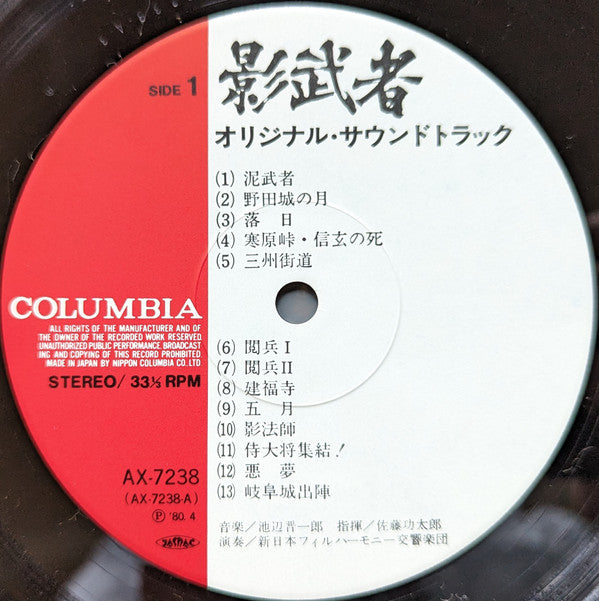 SIDE 1
影武者
オリジナル・サウンドトラック
(1) 泥武者
(2) 野田城の月
(3) 落 日
(4) 寒原峠・信玄の死
(5) 三州街道
COLUMBIA
ALL RIGHTS OF THE MANUFACTURER AND OF
THE OWNER OF THE RECORDED WORK RESERVED
UNAUTHORIZED PUBLIC PERFORMANCE BROADCAST
ING AND COPYING OF THIS RECORD PROHIBITED.
MADE IN JAPAN BY NIPPON COLUMBIA CO. LTD
STEREO/ 33⅓ RPM
(6) 閲兵I
(7) 閲兵II
(8) 建福寺
(9) 五 月
(10) 影法師
(11) 侍大将集結!
(12) 悪 夢
(13) 岐阜城出陣
AX-7238
(AX-7238-A)
Ⓟ '80. 4
音楽/池辺晋一郎 指揮/佐藤功太郎
演奏/新日本フィルハーモニー交響楽団